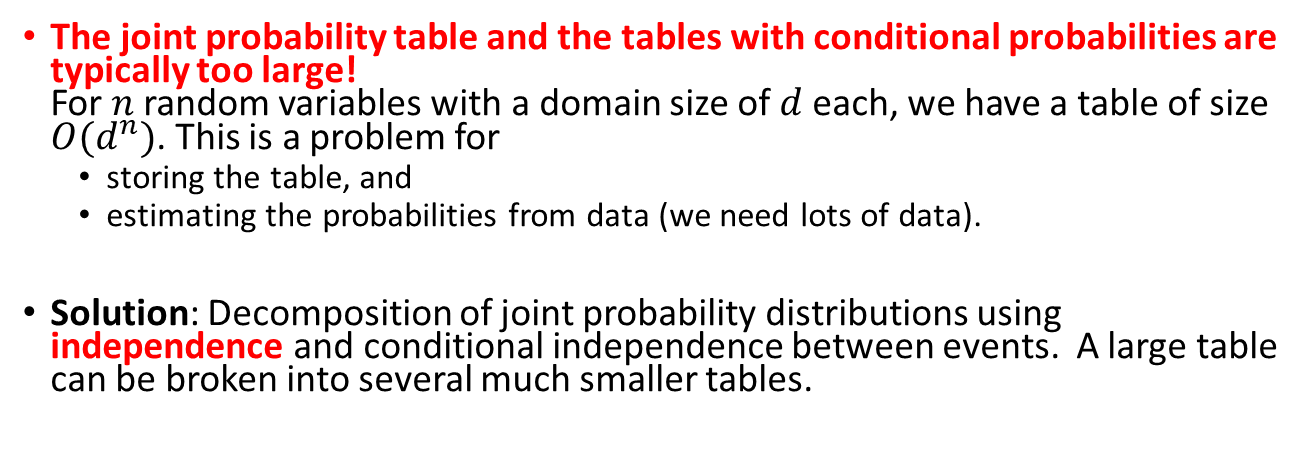 • The joint probability table and the tables with conditional probabilities are
typically too large!
For n random variables with a domain size of d each, we have a table of size
O(dⁿ). This is a problem for
• storing the table, and
• estimating the probabilities from data (we need lots of data).
• Solution: Decomposition of joint probability distributions using
independence and conditional independence between events.  A large table
can be broken into several much smaller tables.